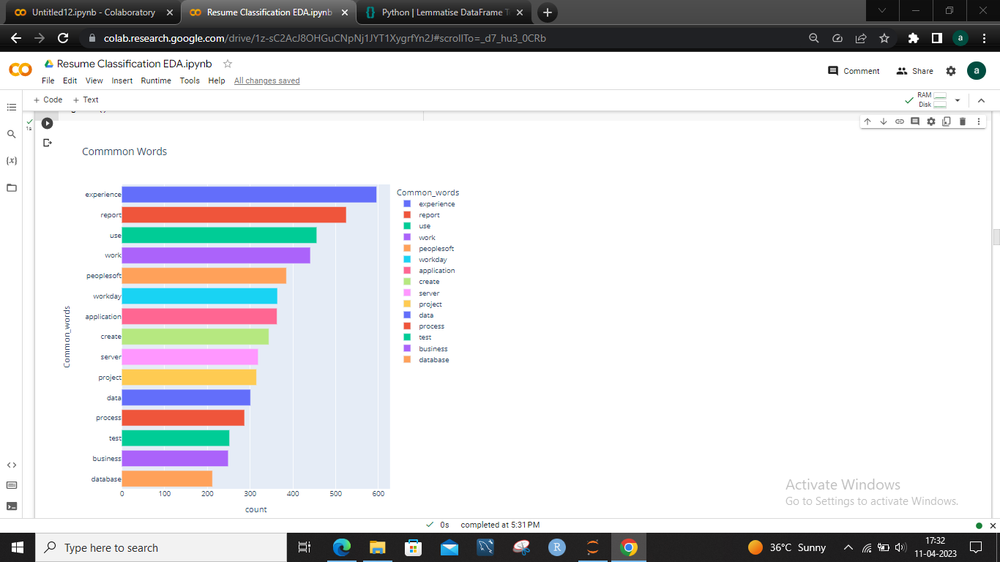 Untitled12.ipynb - Colaboratory
Resume Classification EDA.ipynb
Python | Lemmatise DataFrame T
colab.research.google.com/drive/1z-sC2AcJ8OHGuCNpNj1JYT1XygrfYn2J#scrollTo=_d7_hu3_0CRb
a
Resume Classification EDA.ipynb
File Edit View Insert Runtime Tools Help All changes saved
Comment Share a
+ Code + Text
RAM
Disk
1s
{x}
Commmon Words
experience
report
use
work
peoplesoft
workday
application
create
server
project
data
process
test
business
database
Common_words
0 100 200 300 400 500 600
count
Common_words
experience
report
use
work
peoplesoft
workday
application
create
server
project
data
process
test
business
database
Activate Windows
Go to Settings to activate Windows.
0s completed at 5:31 PM
Type here to search
R
36°C Sunny
17:32
11-04-2023